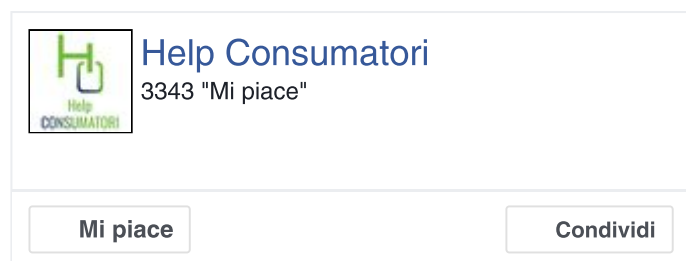 Help Consumatori
3343 "Mi piace"
Help
CONSUMATORI
Mi piace
Condividi